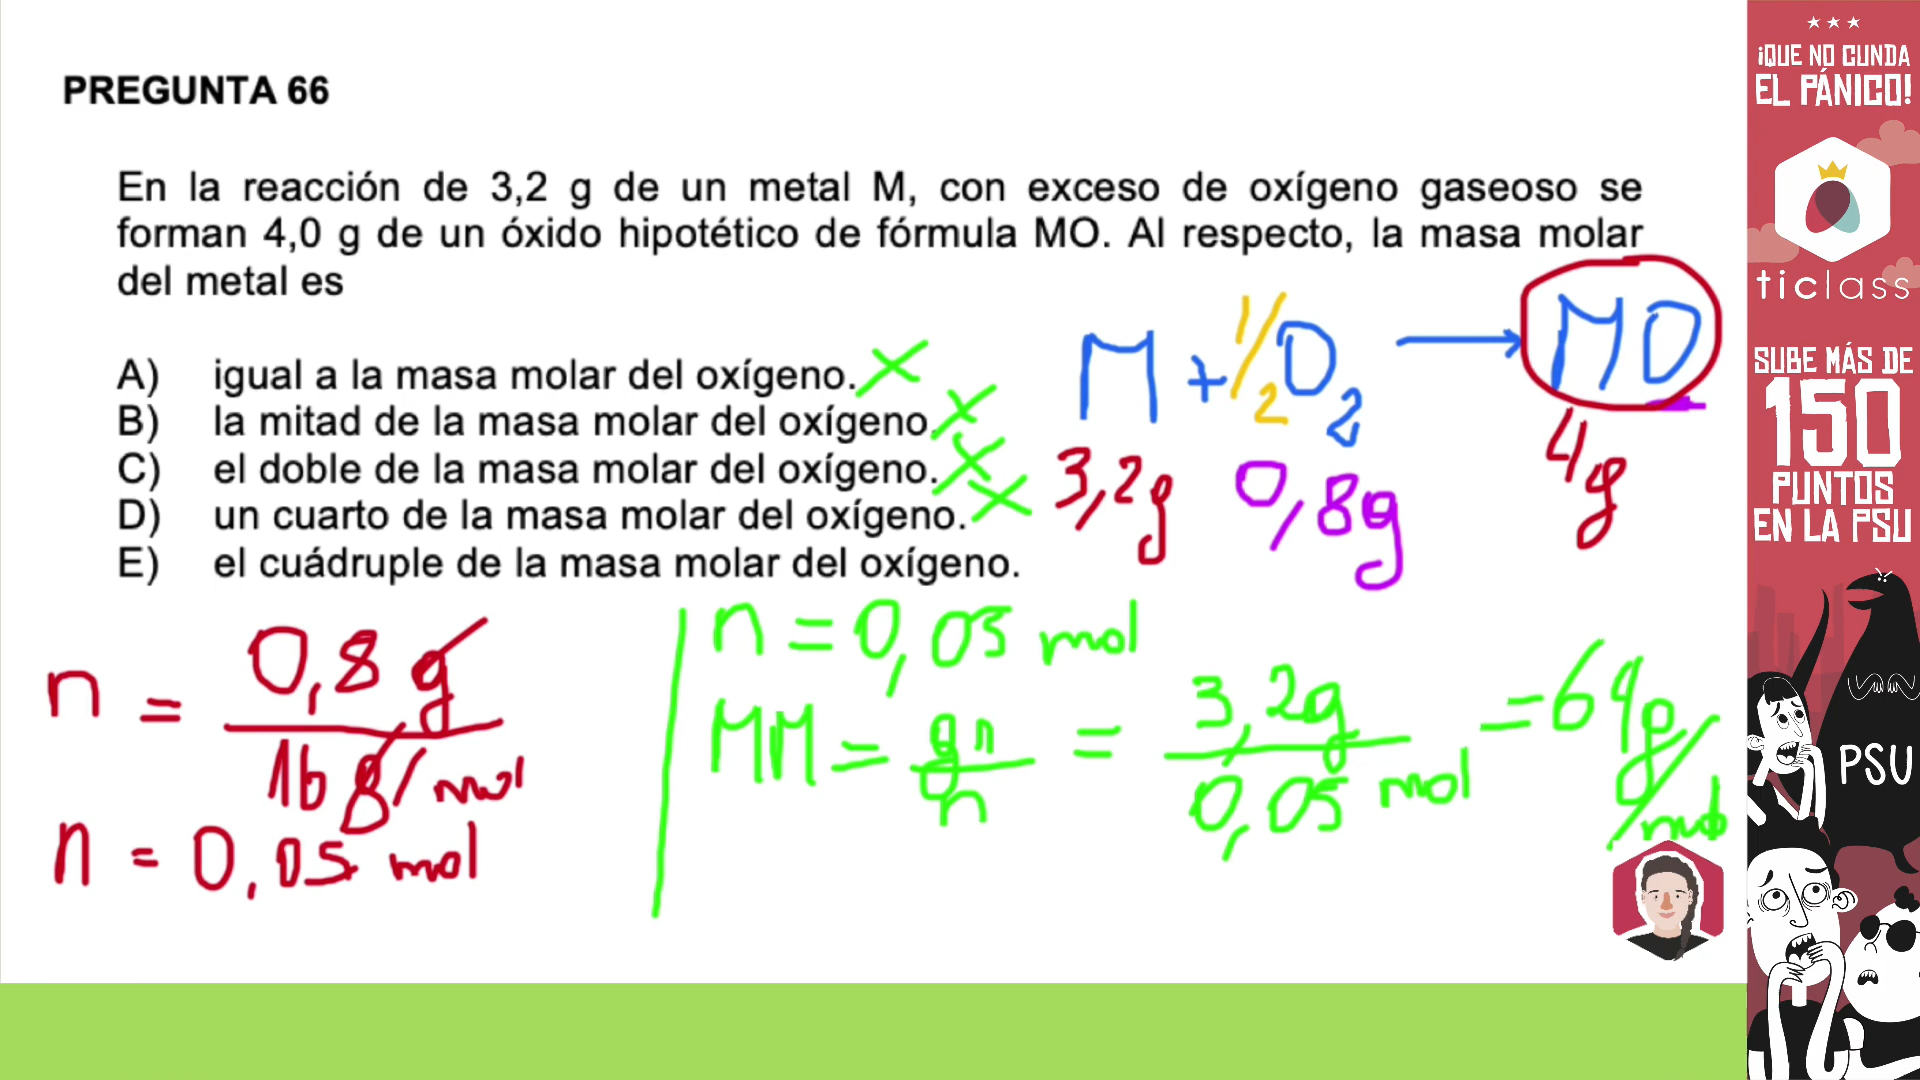 PREGUNTA 66
En la reacción de 3,2 g de un metal M, con exceso de oxígeno gaseoso se
forman 4,0 g de un óxido hipotético de fórmula MO. Al respecto, la masa molar
del metal es
A) igual a la masa molar del oxígeno.
B) la mitad de la masa molar del oxígeno.
C) el doble de la masa molar del oxígeno.
D) un cuarto de la masa molar del oxígeno.
E) el cuádruple de la masa molar del oxígeno.
M + 1/2 O2 → MO
3,2g 0,8g 4g
n = 0,8 g / 16 g/mol
n = 0,05 mol
n = 0,05 mol
MM = gr / n = 3,2g / 0,05 mol = 64g/mol
¡QUE NO CUNDA
EL PÁNICO!
ticlass
SUBE MÁS DE
150
PUNTOS
EN LA PSU
PSU